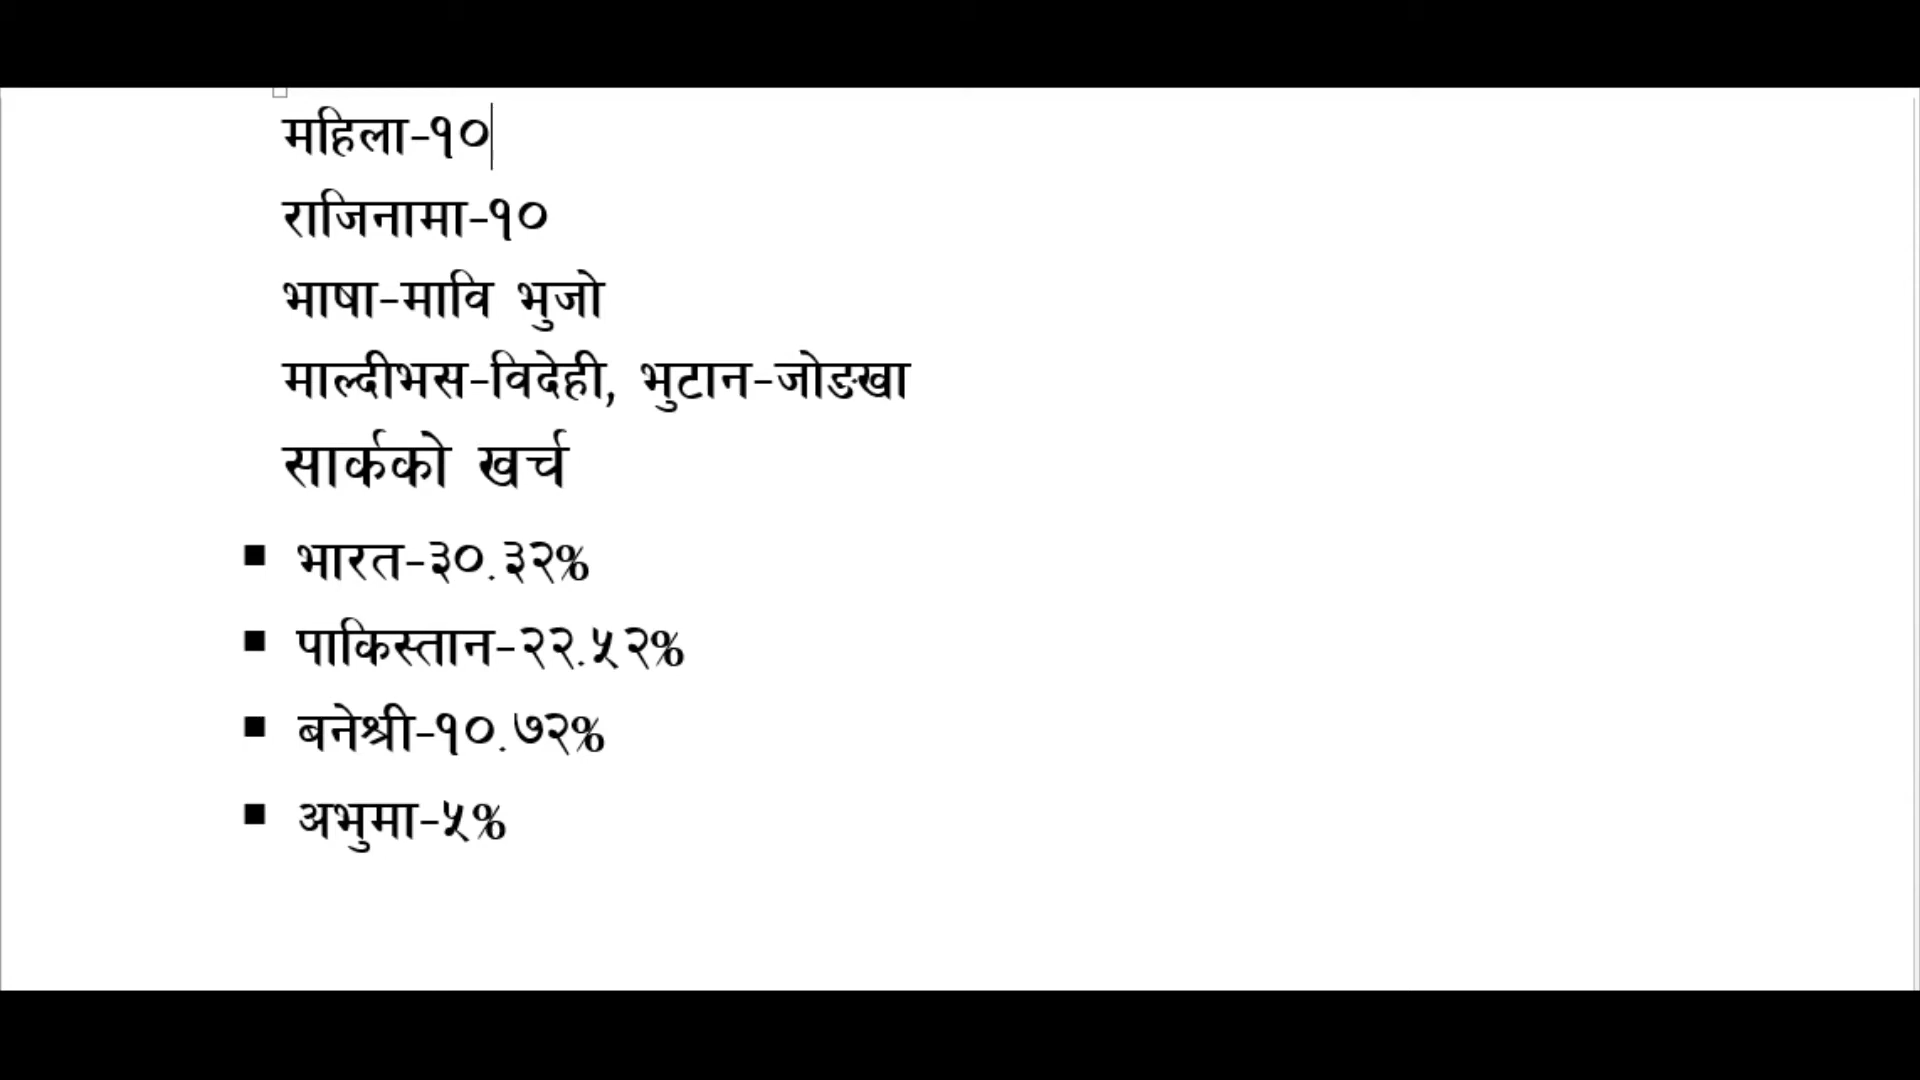 महिला-१०
राजिनामा-१०
भाषा-मावि भुजो
माल्दीभस-विदेही, भुटान-जोङखा
सार्कको खर्च
▪ भारत-३०.३२%
▪ पाकिस्तान-२२.५२%
▪ बनेश्री-१०.७२%
▪ अभुमा-५%